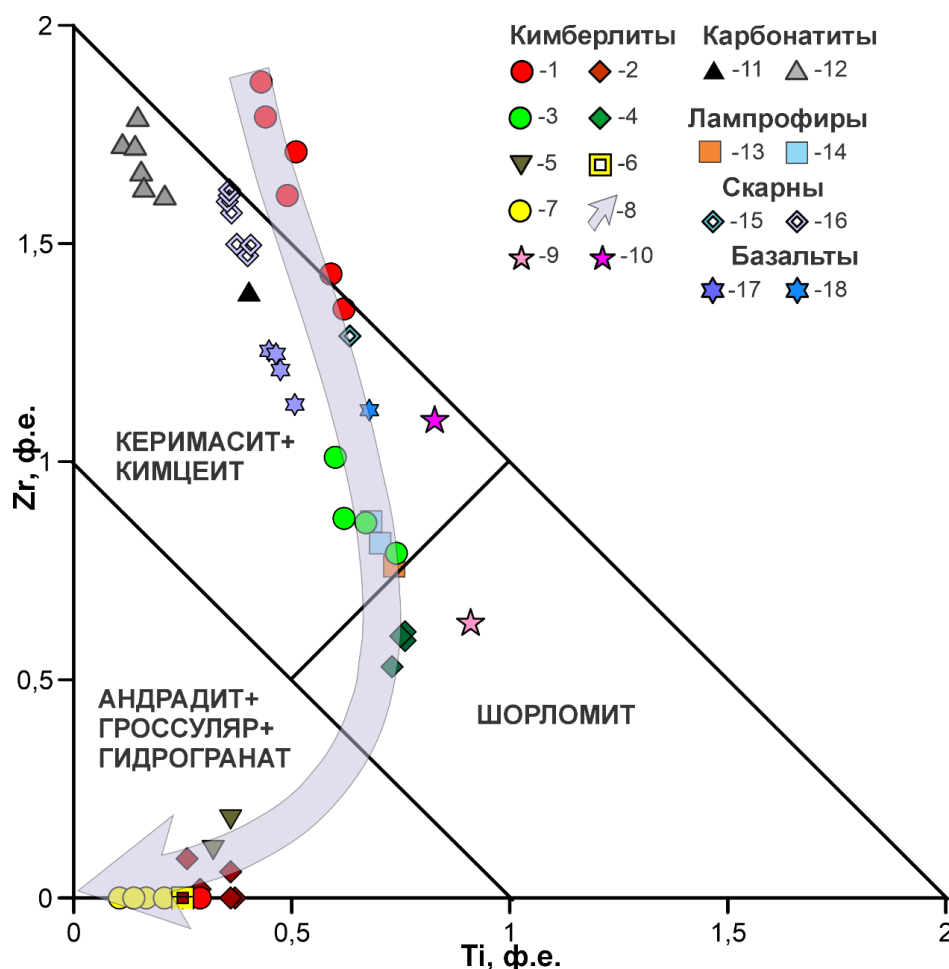 2
1,5
1
0,5
0
0
0,5
1
1,5
2
Zr, ф.е.
Ti, ф.е.
Кимберлиты
-1
-2
-3
-4
-5
-6
-7
-8
-9
-10
Карбонатиты
-11
-12
Лампрофиры
-13
-14
Скарны
-15
-16
Базальты
-17
-18
КЕРИМАСИТ+
КИМЦЕИТ
АНДРАДИТ+
ГРОССУЛЯР+
ГИДРОГРАНАТ
ШОРЛОМИТ